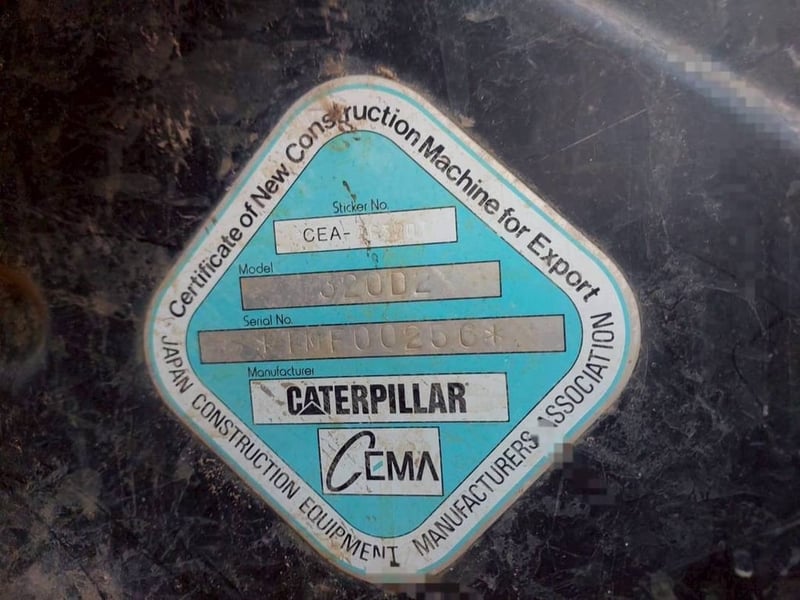 Certificate of New Construction Machine for Export
Sticker No.
CEA-
Model
320D2
Serial No.
Manufacturer
CATERPILLAR
CEMA
JAPAN CONSTRUCTION EQUIPMENT MANUFACTURERS ASSOCIATION